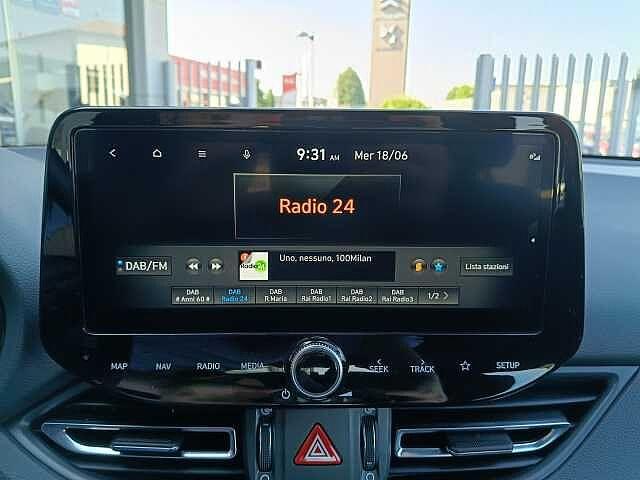 9:31 AM Mer 18/06
Radio 24
DAB/FM
Uno, nessuno, 100Milan
Lista stazioni
DAB # Anni 60 #
DAB Radio 24
DAB R Maria
DAB Rai Radio1
DAB Rai Radio2
DAB Rai Radio3
1/2 >
MAP NAV RADIO MEDIA < SEEK > TRACK SETUP